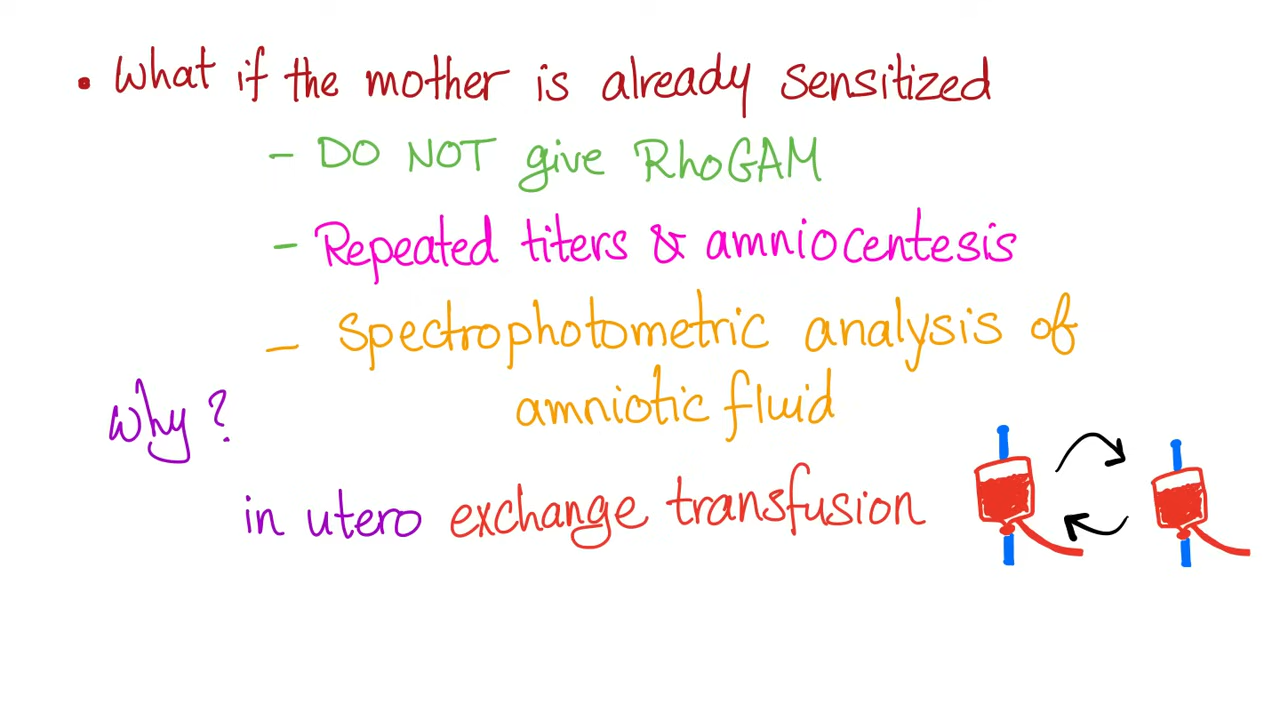 • What if the mother is already sensitized
- DO NOT give RhoGAM
- Repeated titers & amniocentesis
- Spectrophotometric analysis of
amniotic fluid
Why?
in utero exchange transfusion